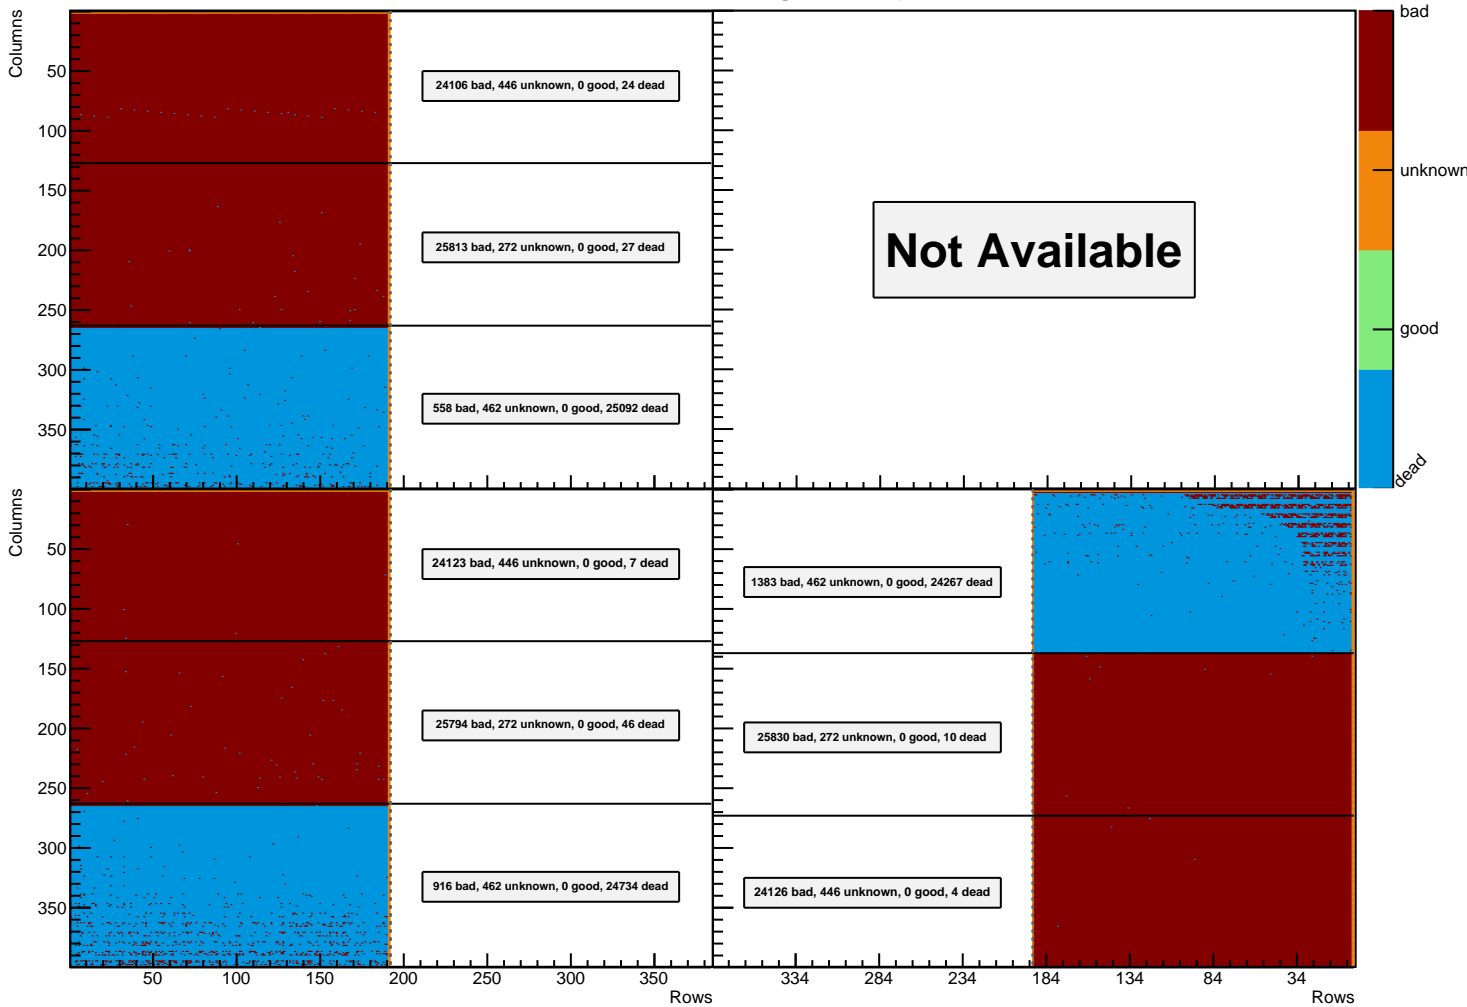 Columns
50
100
150
200
250
300
350
24106 bad, 446 unknown, 0 good, 24 dead
25813 bad, 272 unknown, 0 good, 27 dead
558 bad, 462 unknown, 0 good, 25092 dead
Not Available
bad
unknown
good
dead
Columns
50
100
150
200
250
300
350
24123 bad, 446 unknown, 0 good, 7 dead
25794 bad, 272 unknown, 0 good, 46 dead
916 bad, 462 unknown, 0 good, 24734 dead
1383 bad, 462 unknown, 0 good, 24267 dead
25830 bad, 272 unknown, 0 good, 10 dead
24126 bad, 446 unknown, 0 good, 4 dead
50 100 150 200 250 300 350
Rows
334 284 234 184 134 84 34
Rows